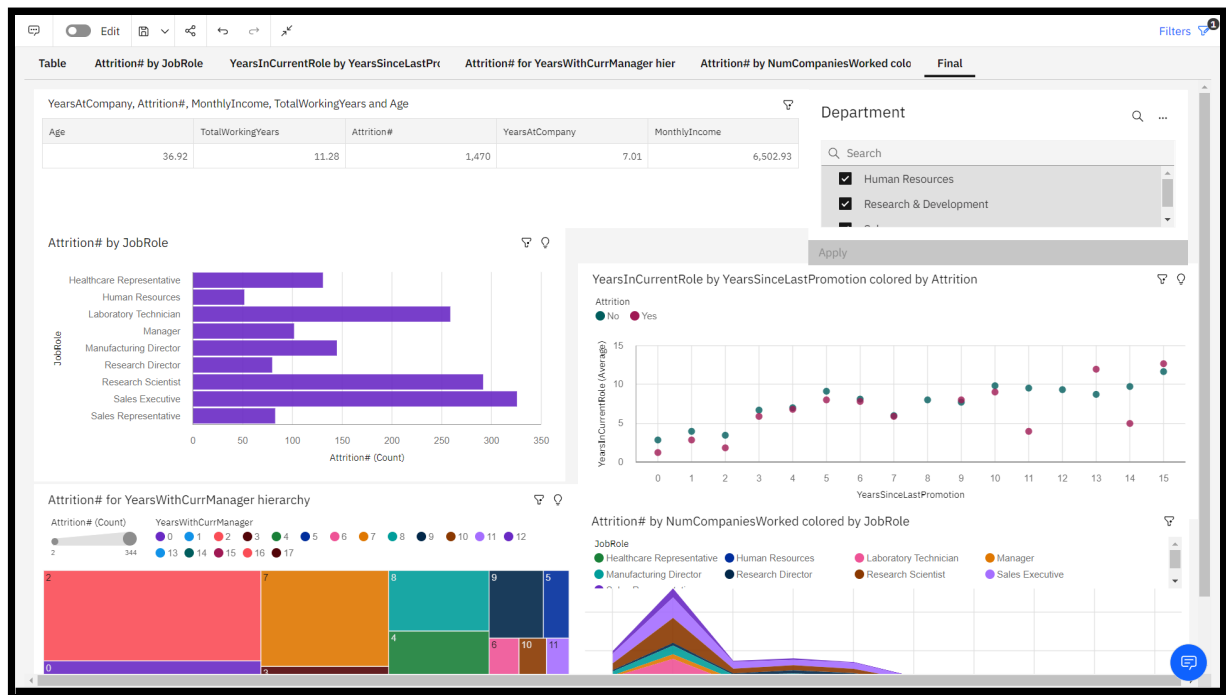 Edit
Filters 1
Table Attrition# by JobRole YearsInCurrentRole by YearsSinceLastPr Attrition# for YearsWithCurrManager hier Attrition# by NumCompaniesWorked colo Final
YearsAtCompany, Attrition#, MonthlyIncome, TotalWorkingYears and Age
Age TotalWorkingYears Attrition# YearsAtCompany MonthlyIncome
36.92 11.28 1,470 7.01 6,502.93
Department
Search
Human Resources
Research & Development
Apply
Attrition# by JobRole
JobRole
Healthcare Representative
Human Resources
Laboratory Technician
Manager
Manufacturing Director
Research Director
Research Scientist
Sales Executive
Sales Representative
0 50 100 150 200 250 300 350
Attrition# (Count)
YearsInCurrentRole by YearsSinceLastPromotion colored by Attrition
Attrition
No Yes
YearsInCurrentRole (Average)
15
10
5
0
0 1 2 3 4 5 6 7 8 9 10 11 12 13 14 15
YearsSinceLastPromotion
Attrition# for YearsWithCurrManager hierarchy
Attrition# (Count) YearsWithCurrManager
0 1 2 3 4 5 6 7 8 9 10 11 12
2 344 13 14 15 16 17
2 7 8 9 5
4
6 10 11
0
Attrition# by NumCompaniesWorked colored by JobRole
JobRole
Healthcare Representative Human Resources Laboratory Technician Manager
Manufacturing Director Research Director Research Scientist Sales Executive